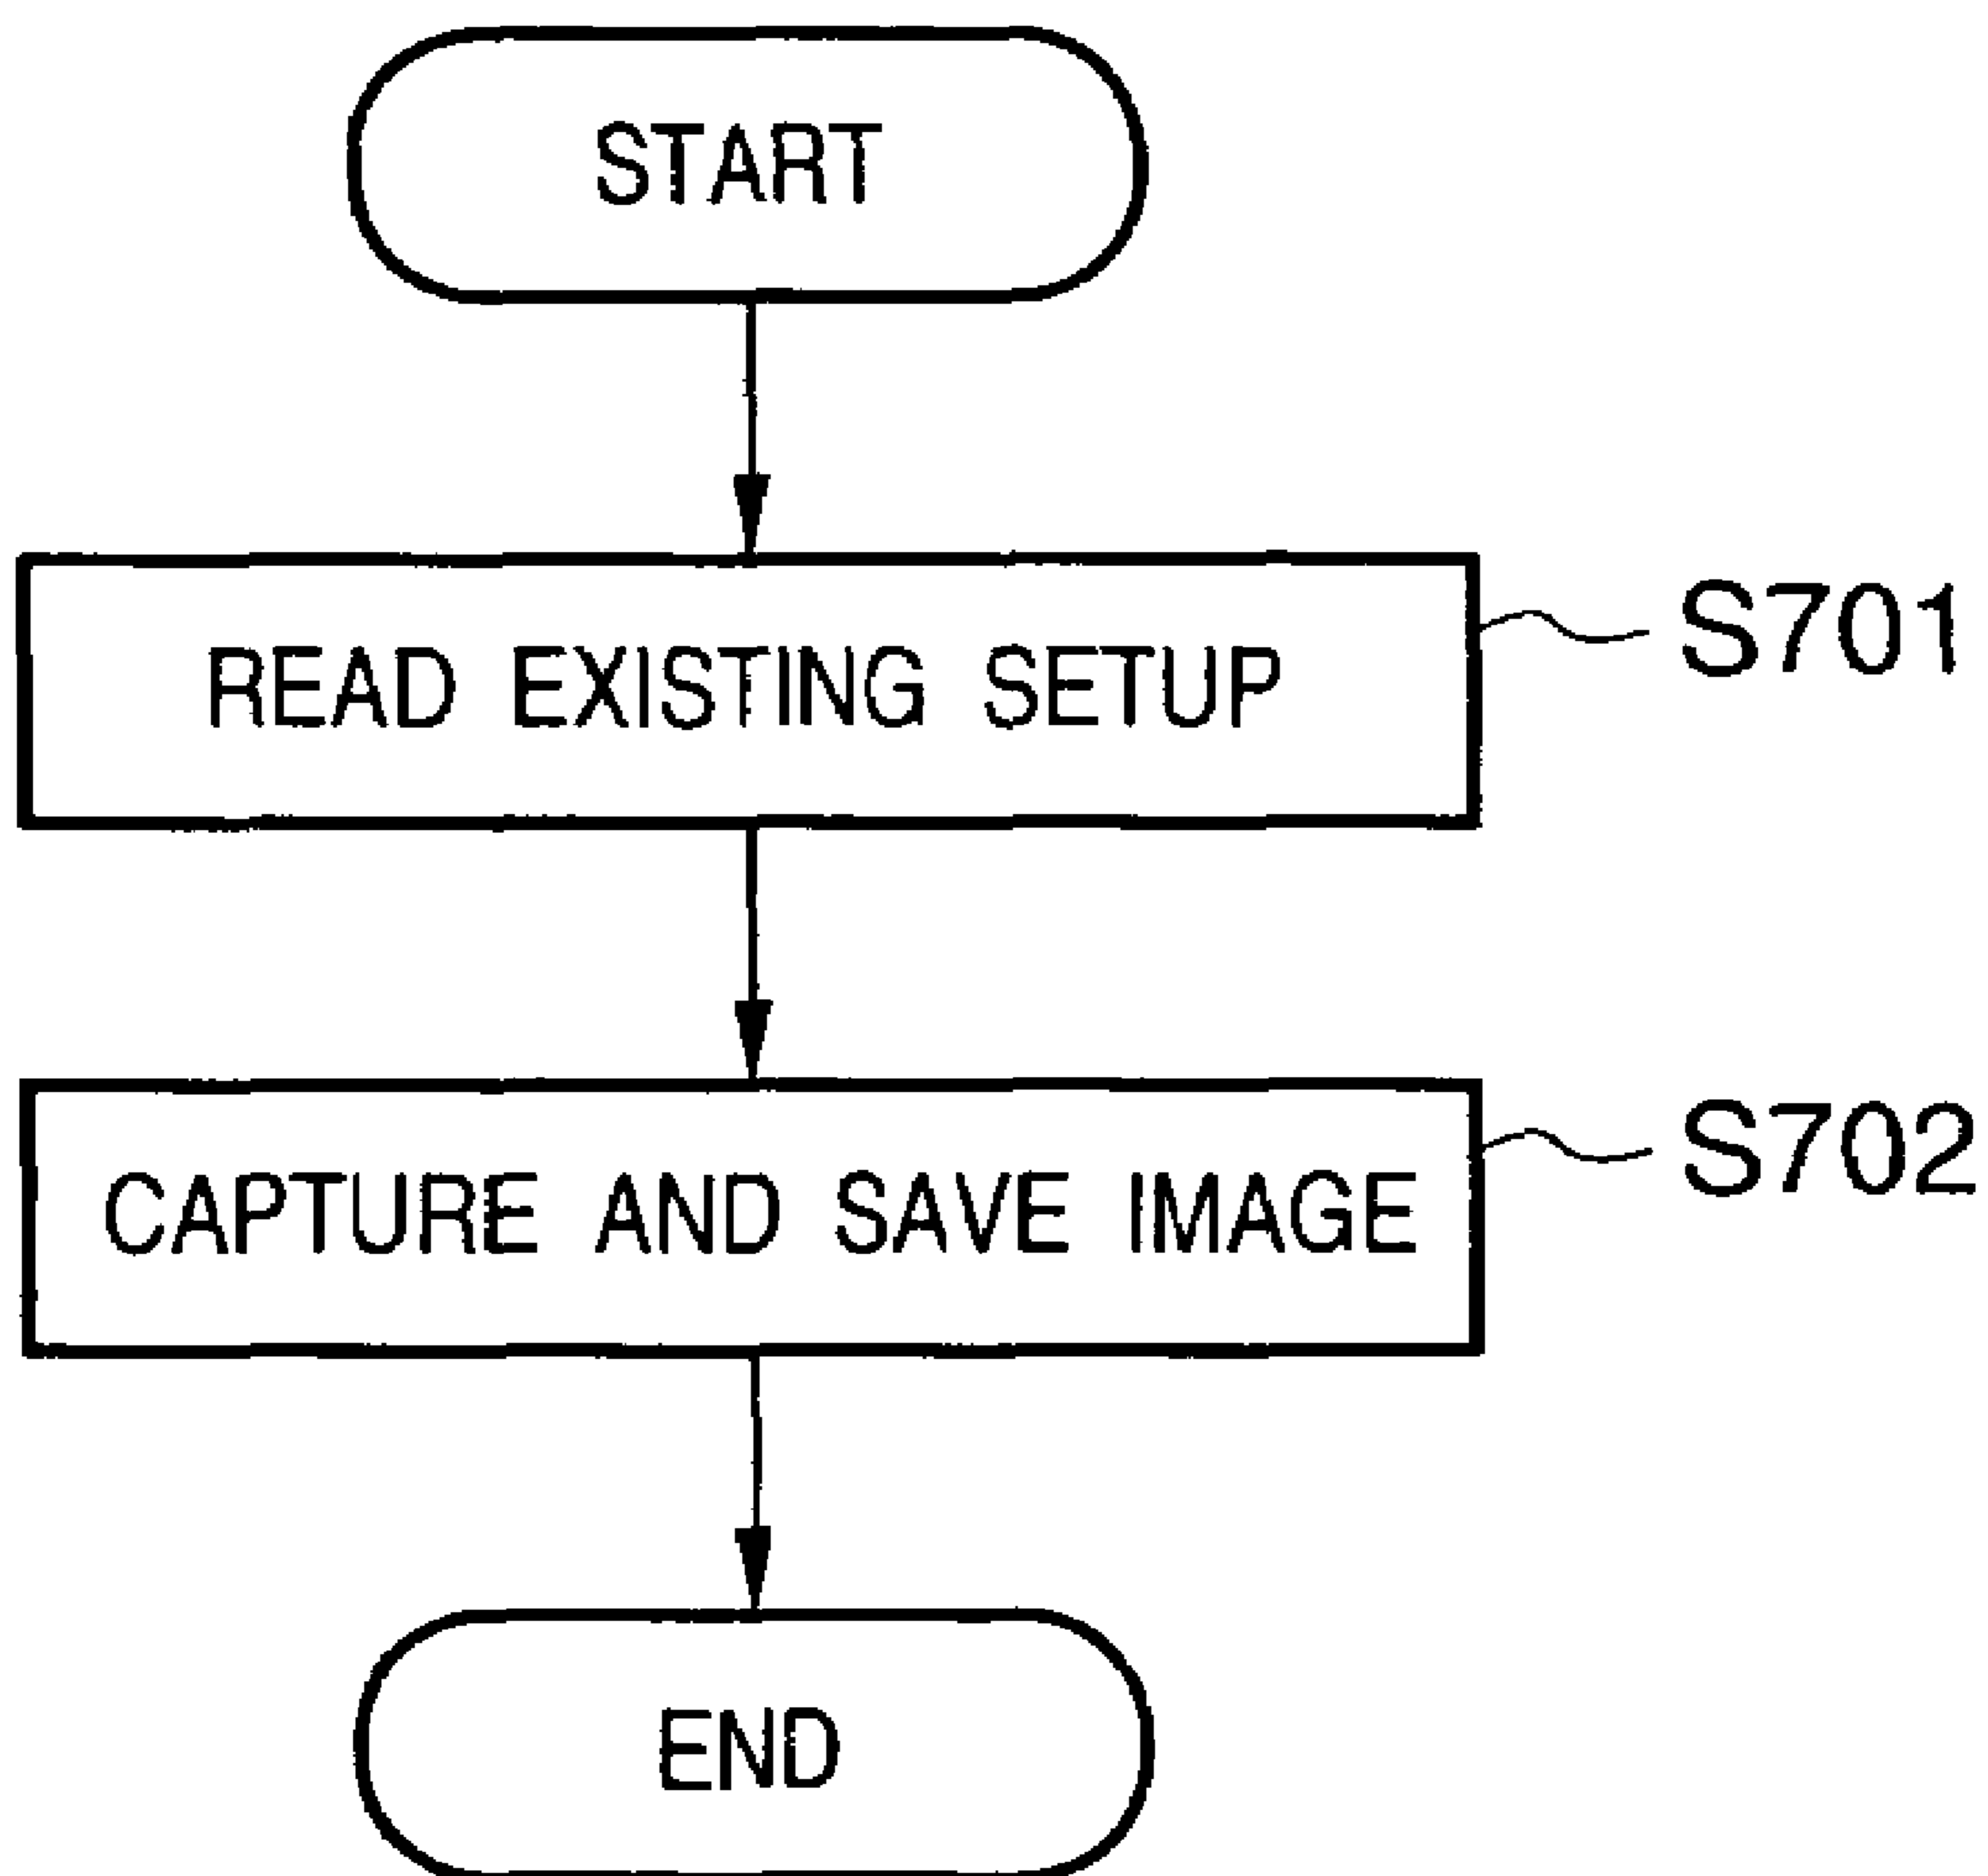 START
READ EXISTING SETUP
S701
CAPTURE AND SAVE IMAGE
S702
END